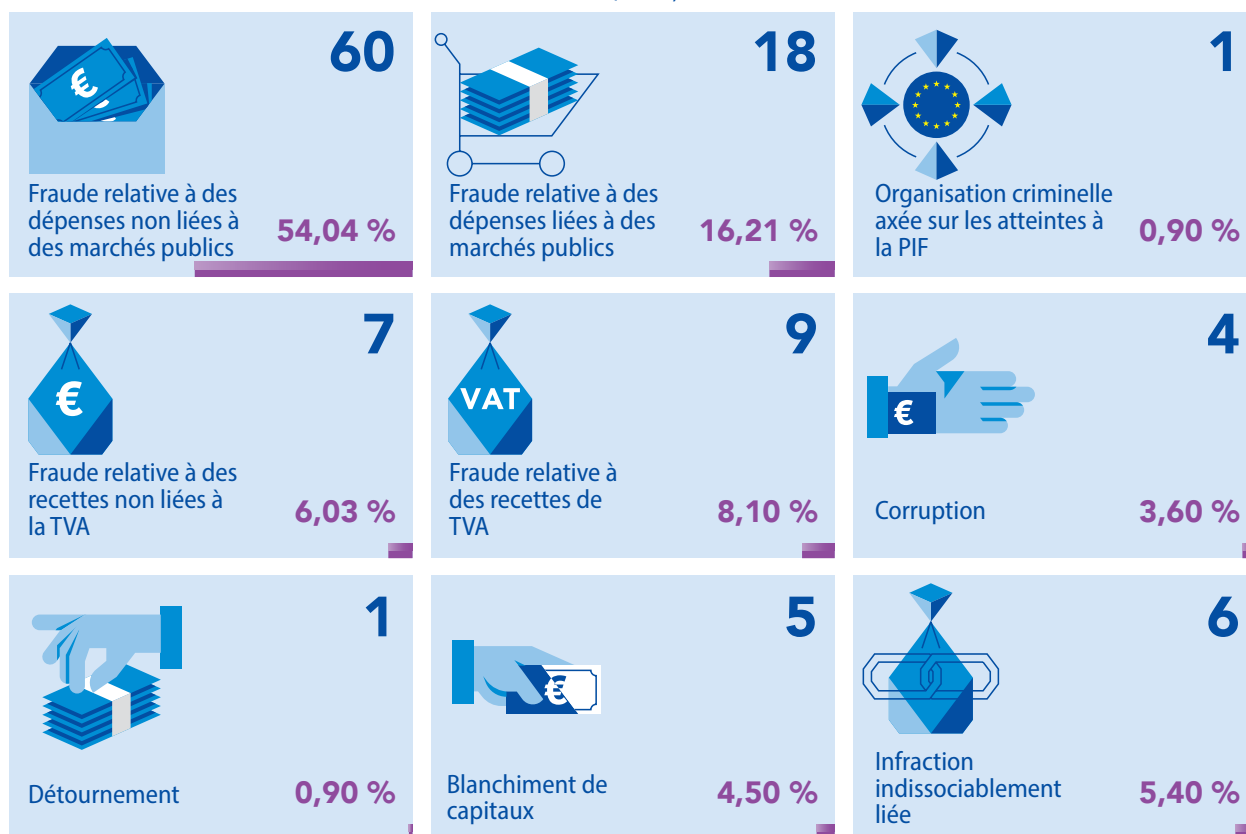 60
€
Fraude relative à des
dépenses non liées à
des marchés publics
54,04 %
18
Fraude relative à des
dépenses liées à des
marchés publics
16,21 %
1
Organisation criminelle
axée sur les atteintes à
la PIF
0,90 %
7
€
Fraude relative à des
recettes non liées à
la TVA
6,03 %
9
VAT
Fraude relative à
des recettes de
TVA
8,10 %
4
€
Corruption
3,60 %
1
Détournement
0,90 %
5
€
Blanchiment de
capitaux
4,50 %
6
Infraction
indissociablement
liée
5,40 %